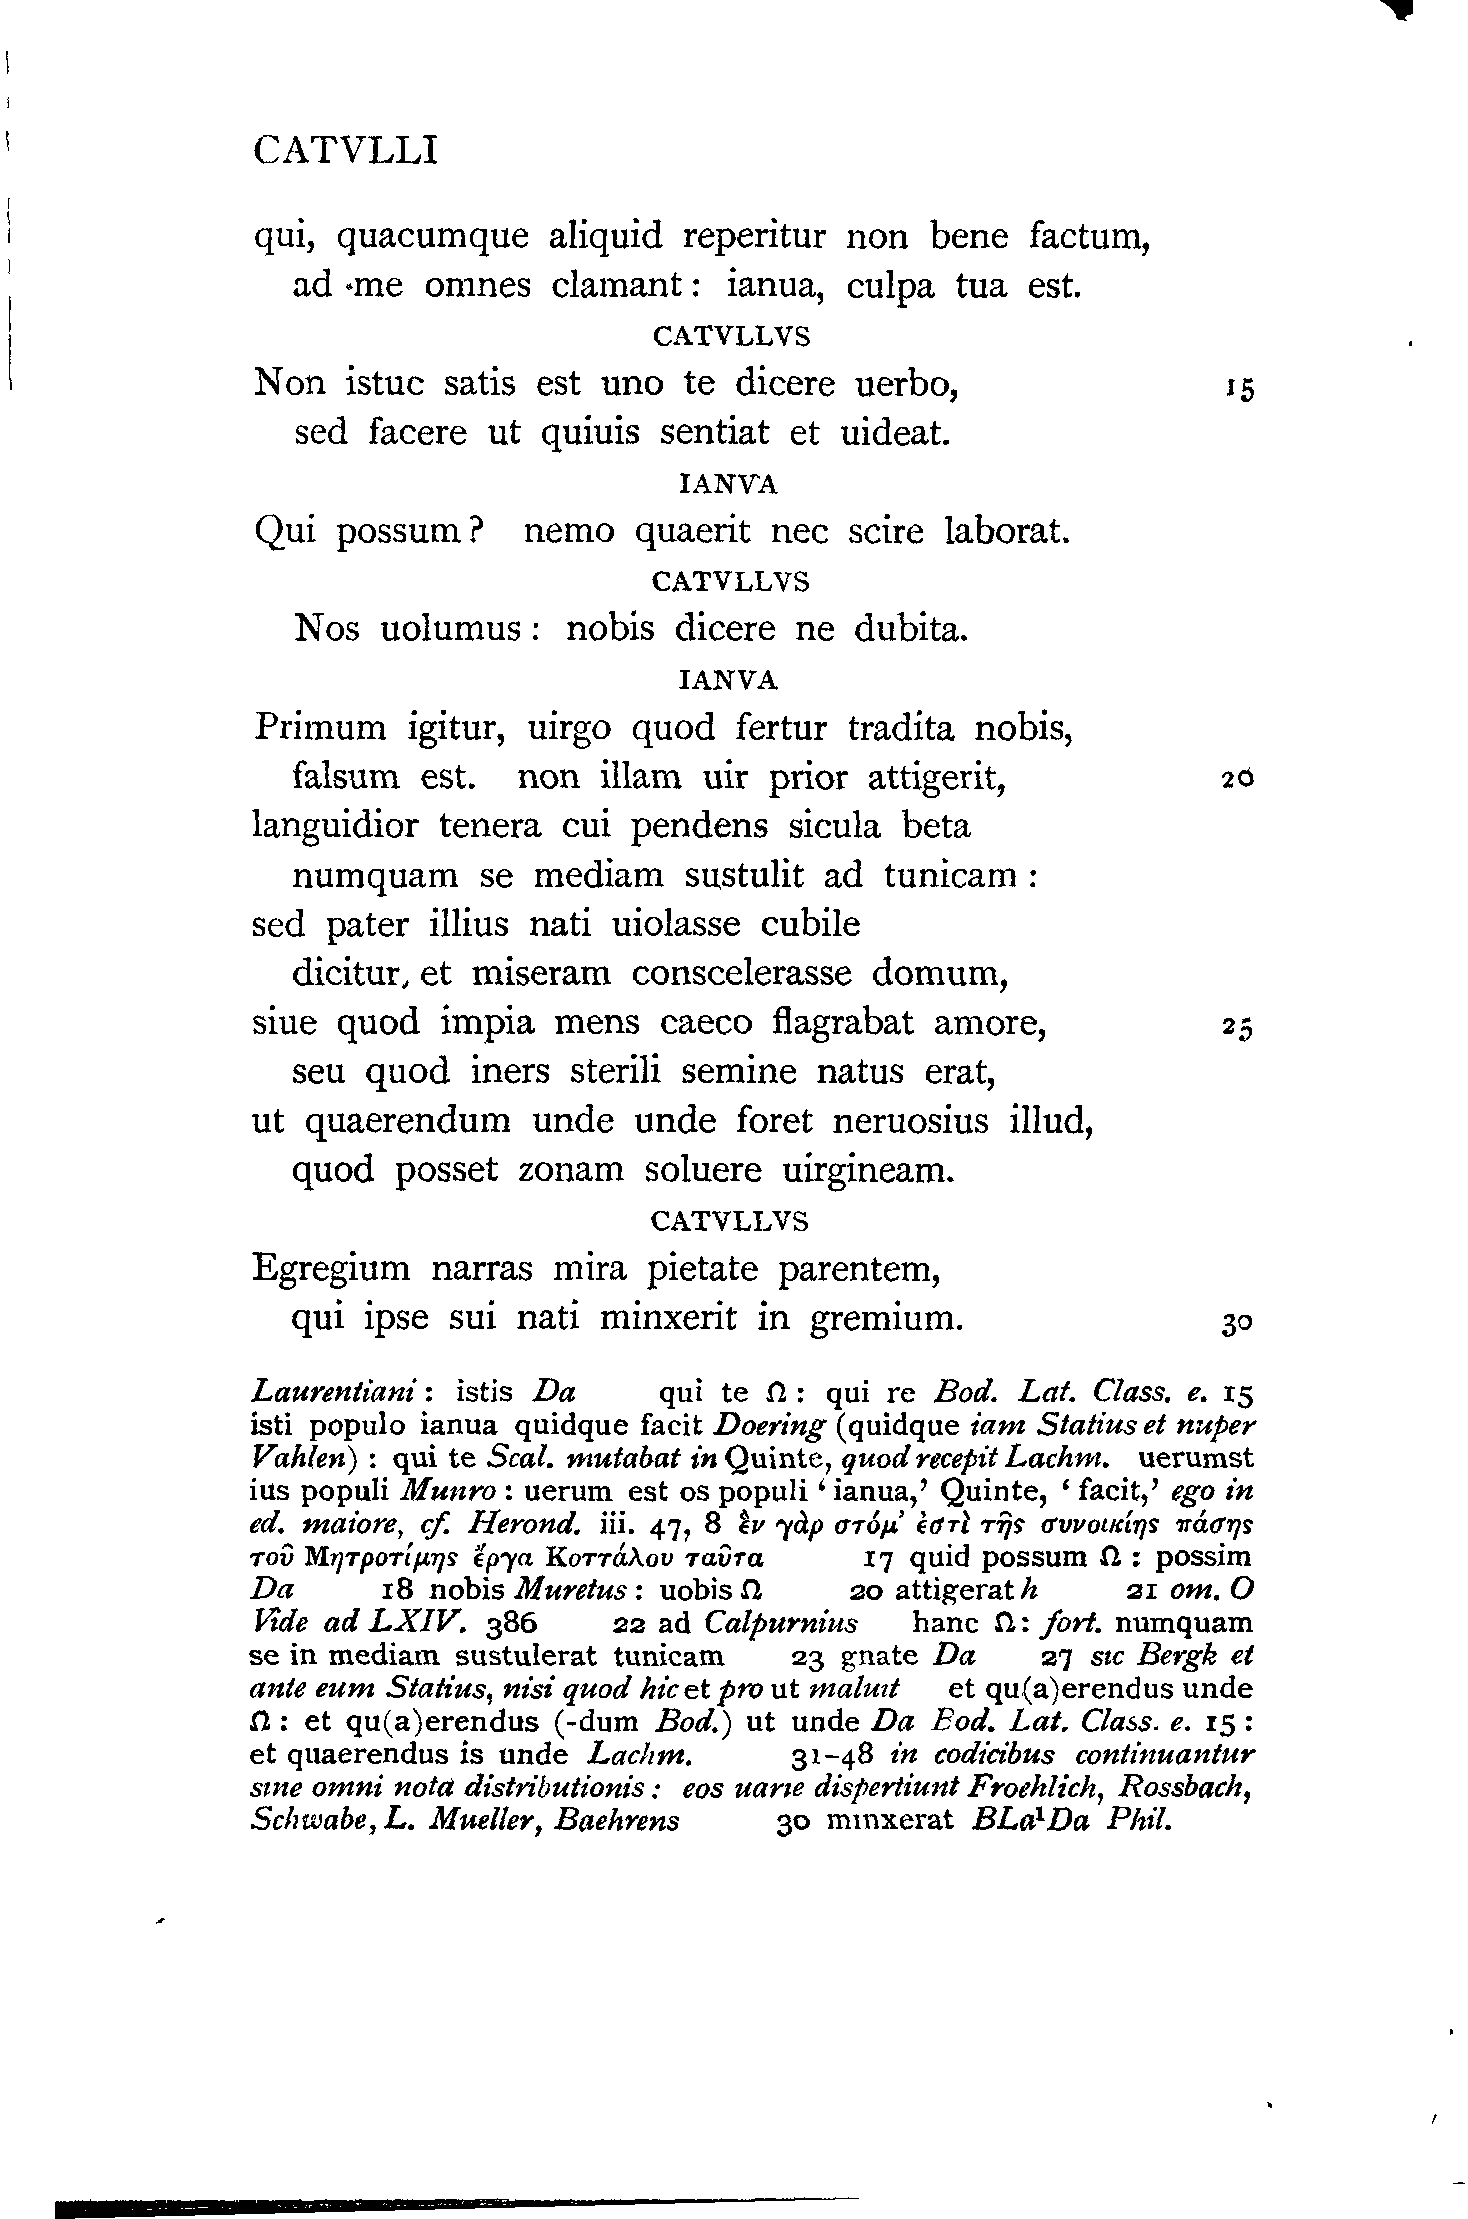 CATVLLI
qui, quacumque aliquid reperitur non bene factum,
ad me omnes clamant : ianua, culpa tua est.
CATVLLVS
Non istuc satis est uno te dicere uerbo, 15
sed facere ut quiuis sentiat et uideat.
IANVA
Qui possum ? nemo quaerit nec scire laborat.
CATVLLVS
Nos uolumus : nobis dicere ne dubita.
IANVA
Primum igitur, uirgo quod fertur tradita nobis,
falsum est. non illam uir prior attigerit, 20
languidior tenera cui pendens sicula beta
numquam se mediam sustulit ad tunicam :
sed pater illius nati uiolasse cubile
dicitur, et miseram conscelerasse domum,
siue quod impia mens caeco flagrabat amore, 25
seu quod iners sterili semine natus erat,
ut quaerendum unde unde foret neruosius illud,
quod posset zonam soluere uirgineam.
CATVLLVS
Egregium narras mira pietate parentem,
qui ipse sui nati minxerit in gremium. 30
Laurentiani : istis Da qui te Ω : qui re Bod. Lat. Class. e. 15
isti populo ianua quidque facit Doering (quidque iam Statius et nuper
Vahlen) : qui te Scal. mutabat in Quinte, quod recepit Lachm. uerumst
ius populi Munro : uerum est os populi ‘ ianua,’ Quinte, ‘ facit,’ ego in
ed. maiore, cf. Herond. iii. 47, 8 ἓν γὰρ στόμ’ ἐστὶ τῆς συνοικίης πάσης
τοῦ Μητροτίμης ἔργα Κοττάλου ταῦτα 17 quid possum Ω : possim
Da 18 nobis Muretus : uobis Ω 20 attigerat h 21 om. O
Vide ad LXIV. 386 22 ad Calpurnius hanc Ω : fort. numquam
se in mediam sustulerat tunicam 23 gnate Da 27 sic Bergk et
ante eum Statius, nisi quod hic et pro ut maluit et qu(a)erendus unde
Ω : et qu(a)erendus (-dum Bod.) ut unde Da Bod. Lat. Class. e. 15 :
et quaerendus is unde Lachm. 31–48 in codicibus continuantur
sine omni nota distributionis : eos uarie dispertiunt Froehlich, Rossbach,
Schwabe, L. Mueller, Baehrens 30 minxerat BLa¹Da Phil.